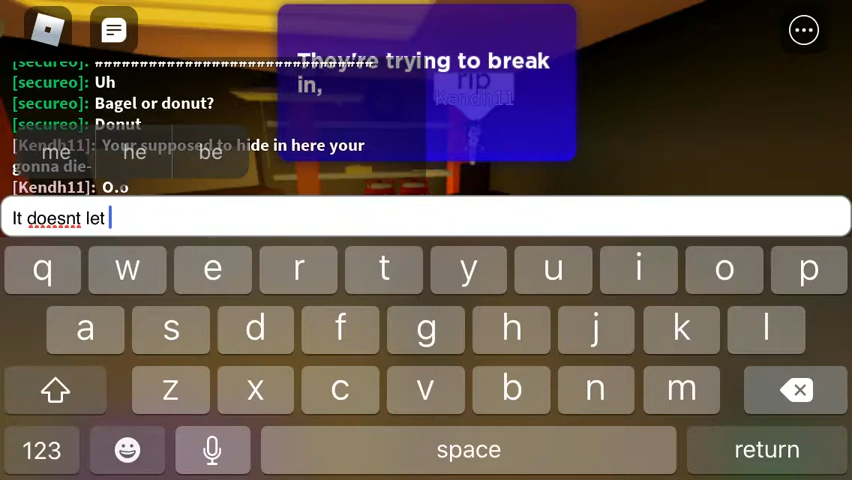 They're trying to break
in,
rip
Kendh11
[secureo]: ############################
[secureo]: Uh
[secureo]: Bagel or donut?
[secureo]: Donut
[Kendh11]: Your supposed to hide in here your
gonna die-
[Kendh11]: O.o
me he be
It doesnt let
q w e r t y u i o p
a s d f g h j k l
z x c v b n m
123 space return